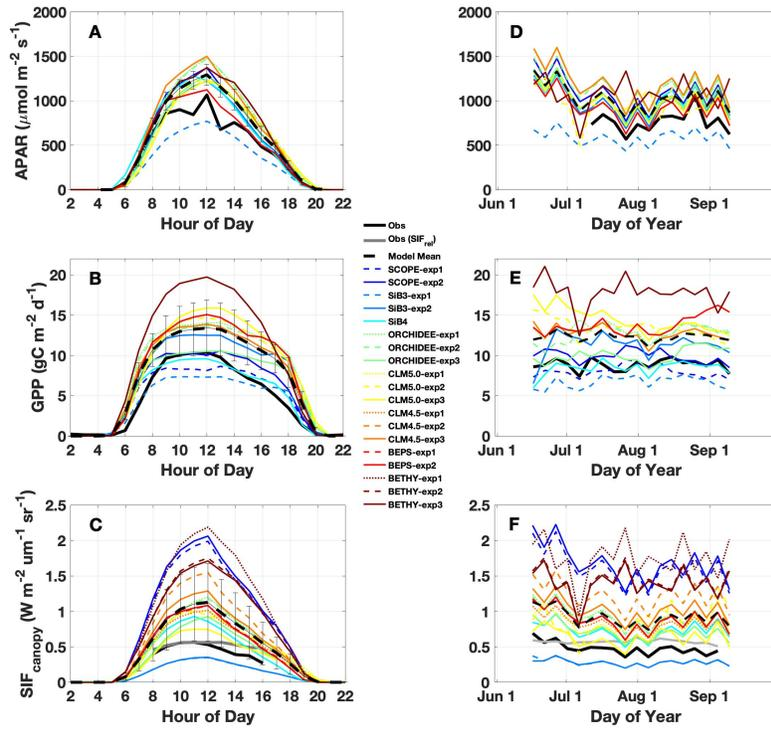 A
2000
1500
1000
500
0
APAR (μmol m⁻² s⁻¹)
2 4 6 8 10 12 14 16 18 20 22
Hour of Day
D
2000
1500
1000
500
0
Jun 1 Jul 1 Aug 1 Sep 1
Day of Year
B
20
15
10
5
0
GPP (gC m⁻² d⁻¹)
2 4 6 8 10 12 14 16 18 20 22
Hour of Day
Obs
Obs (SIFrel)
Model Mean
SCOPE-exp1
SCOPE-exp2
SiB3-exp1
SiB3-exp2
SiB4
ORCHIDEE-exp1
ORCHIDEE-exp2
ORCHIDEE-exp3
CLM5.0-exp1
CLM5.0-exp2
CLM5.0-exp3
CLM4.5-exp1
CLM4.5-exp2
CLM4.5-exp3
BEPS-exp1
BEPS-exp2
BETHY-exp1
BETHY-exp2
BETHY-exp3
E
20
15
10
5
0
Jun 1 Jul 1 Aug 1 Sep 1
Day of Year
C
2.5
2
1.5
1
0.5
0
SIFcanopy (W m⁻² um⁻¹ sr⁻¹)
2 4 6 8 10 12 14 16 18 20 22
Hour of Day
F
2.5
2
1.5
1
0.5
0
Jun 1 Jul 1 Aug 1 Sep 1
Day of Year